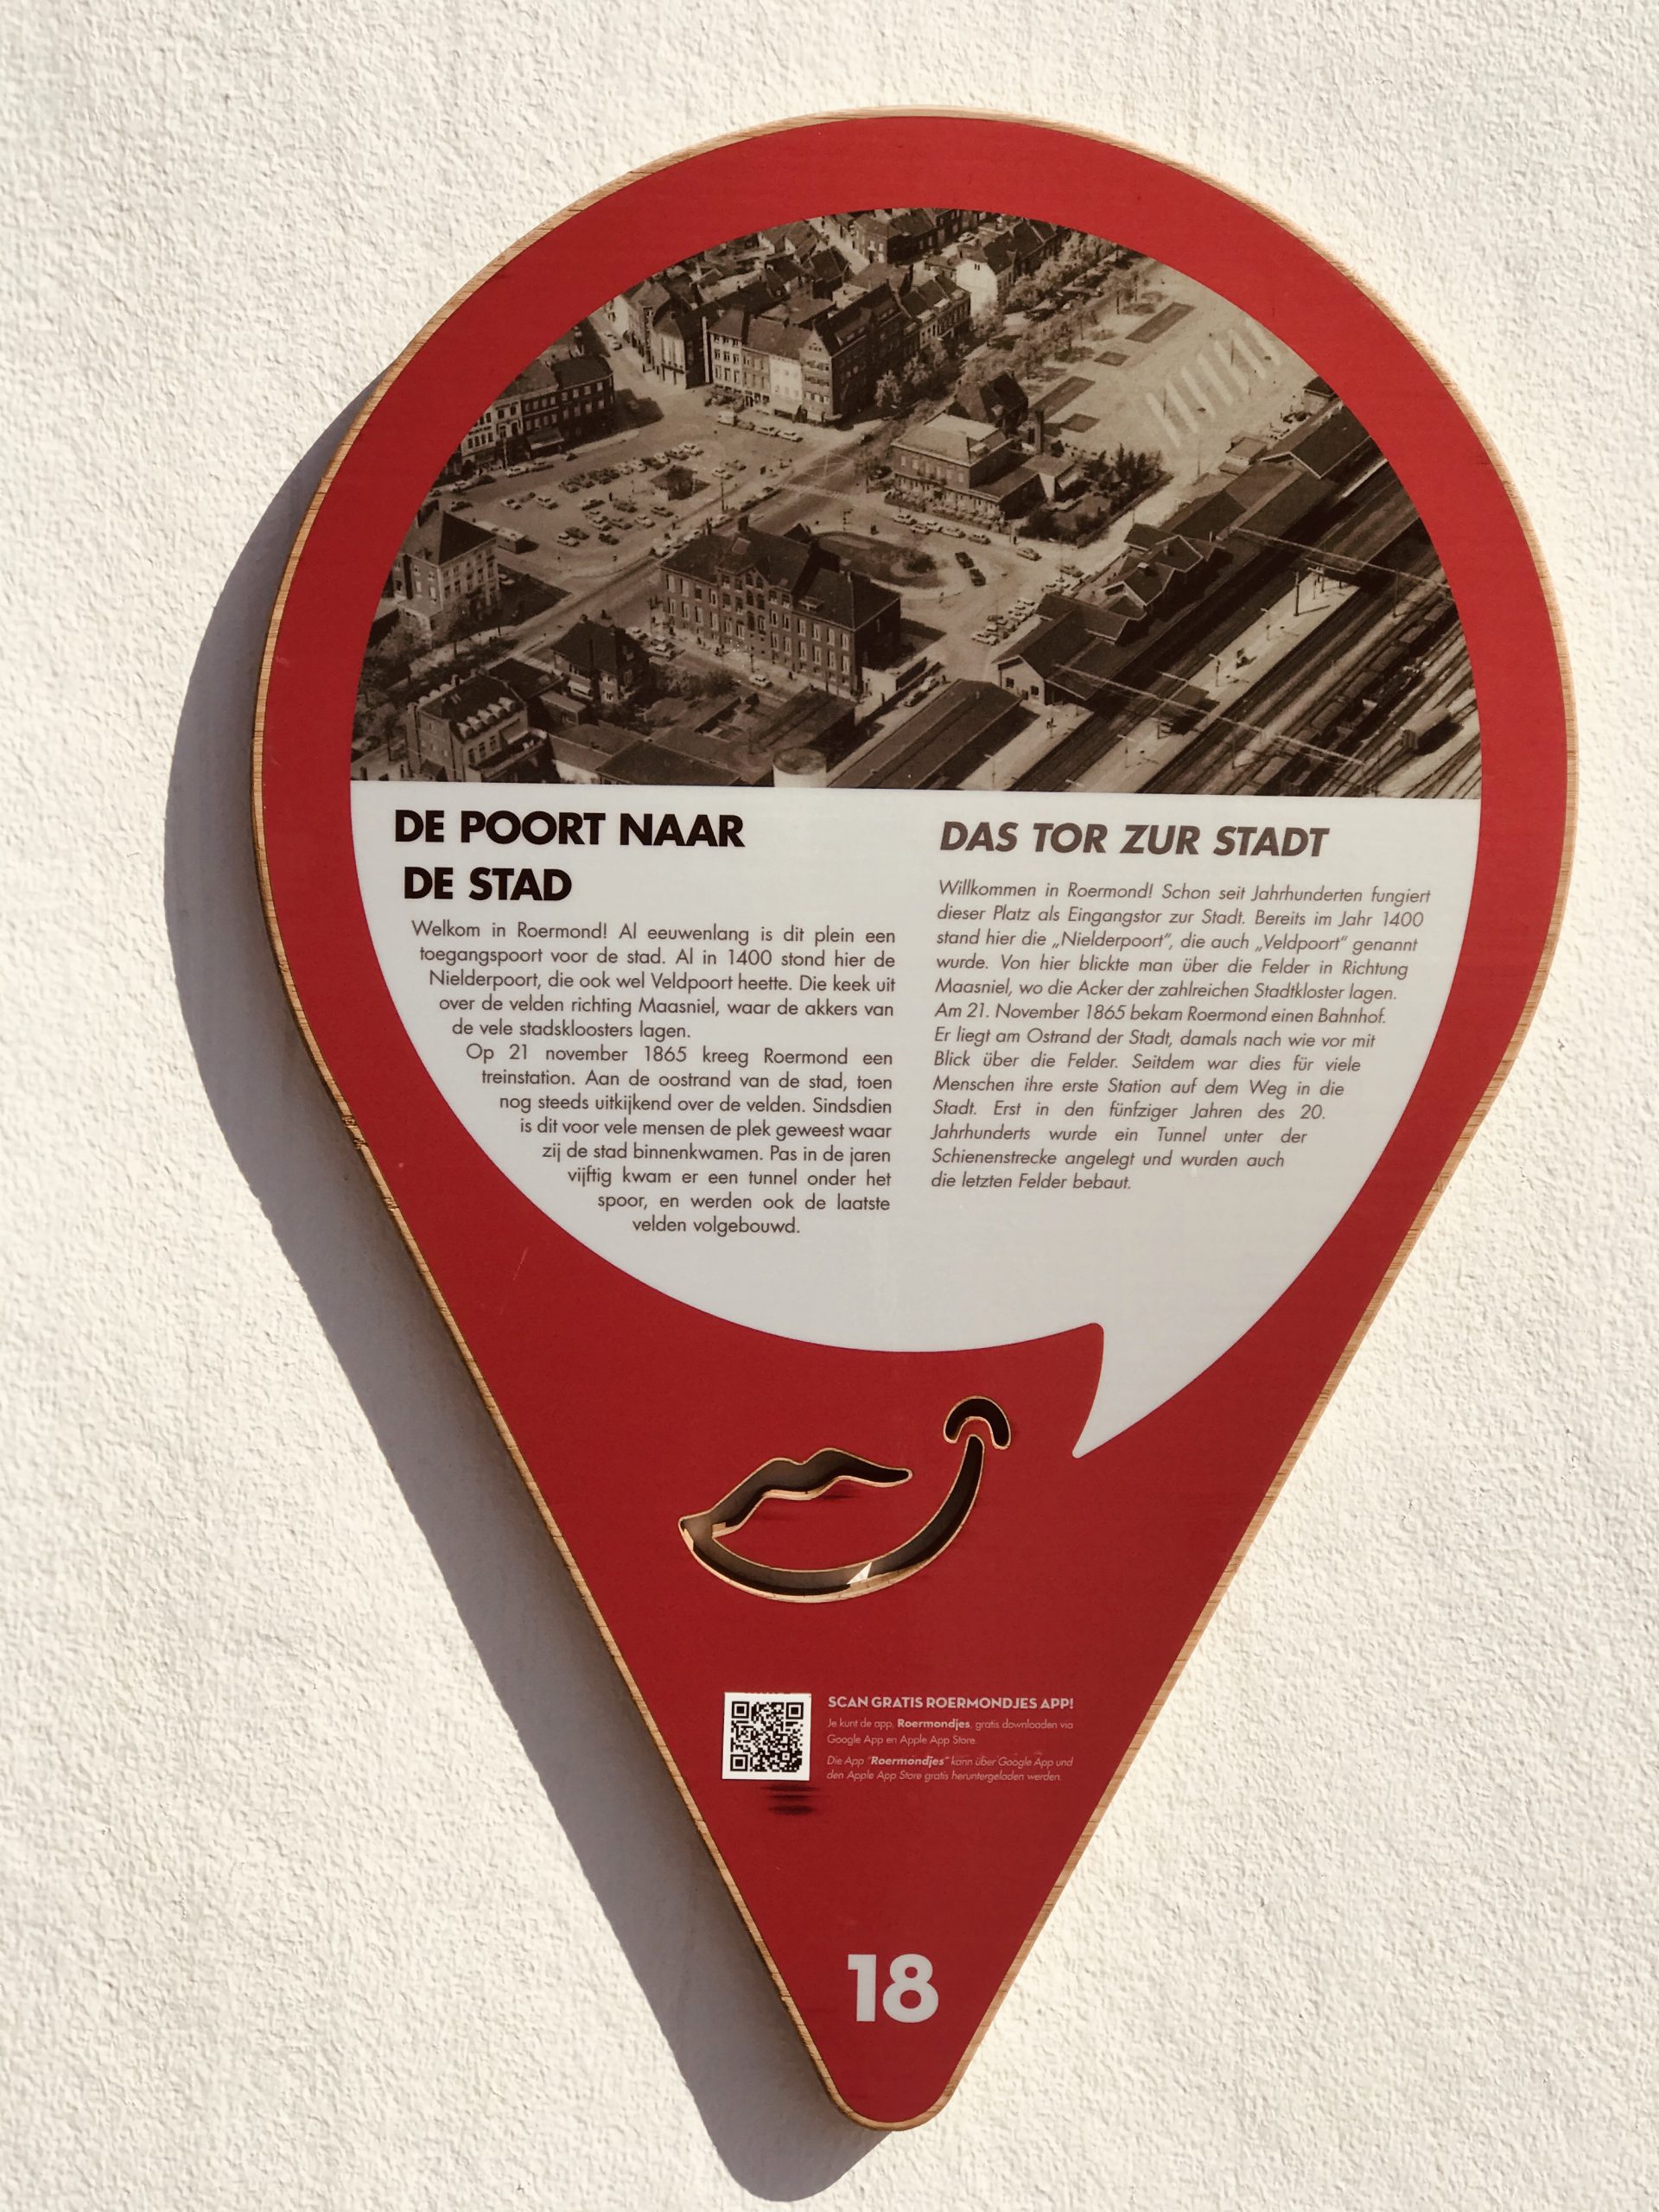 DE POORT NAAR
DE STAD
Welkom in Roermond! Al eeuwenlang is dit plein een
toegangspoort voor de stad. Al in 1400 stond hier de
Nielderpoort, die ook wel Veldpoort heette. Die keek uit
over de velden richting Maasniel, waar de akkers van
de vele stadskloosters lagen.
Op 21 november 1865 kreeg Roermond een
treinstation. Aan de oostrand van de stad, toen
nog steeds uitkijkend over de velden. Sindsdien
is dit voor vele mensen de plek geweest waar
zij de stad binnenkwamen. Pas in de jaren
vijftig kwam er een tunnel onder het
spoor, en werden ook de laatste
velden volgebouwd.
DAS TOR ZUR STADT
Willkommen in Roermond! Schon seit Jahrhunderten fungiert
dieser Platz als Eingangstor zur Stadt. Bereits im Jahr 1400
stand hier die „Nielderpoort“, die auch „Veldpoort“ genannt
wurde. Von hier blickte man über die Felder in Richtung
Maasniel, wo die Acker der zahlreichen Stadtkloster lagen.
Am 21. November 1865 bekam Roermond einen Bahnhof.
Er liegt am Ostrand der Stadt, damals nach wie vor mit
Blick über die Felder. Seitdem war dies für viele
Menschen ihre erste Station auf dem Weg in die
Stadt. Erst in den fünfziger Jahren des 20.
Jahrhunderts wurde ein Tunnel unter der
Schienenstrecke angelegt und wurden auch
die letzten Felder bebaut.
SCAN GRATIS ROERMONDJES APP!
Je kunt de app, Roermondjes, gratis downloaden via
Google App en Apple App Store.
Die App "Roermondjes" kann über Google App und
den Apple App Store gratis heruntergeladen werden.
18